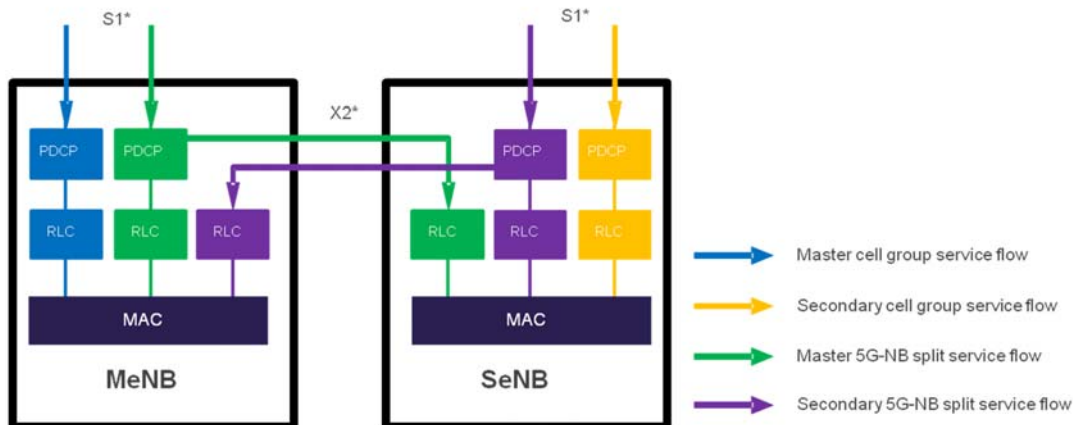 S1*
S1*
X2*
PDCP
PDCP
PDCP
PDCP
RLC
RLC
RLC
RLC
RLC
RLC
MAC
MAC
MeNB
SeNB
Master cell group service flow
Secondary cell group service flow
Master 5G-NB split service flow
Secondary 5G-NB split service flow